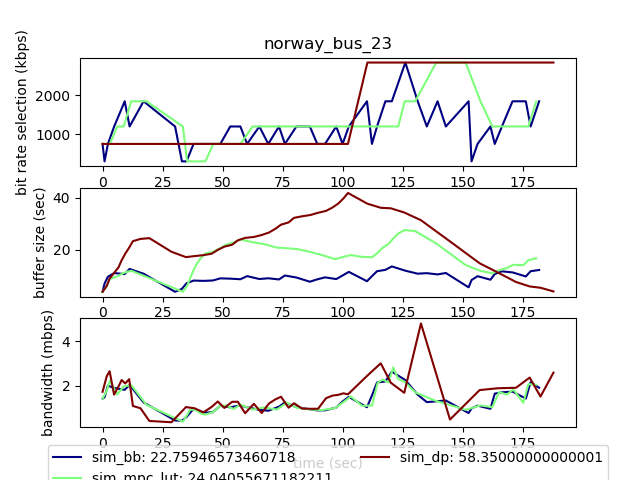 norway_bus_23
bit rate selection (kbps)
2000
1000
0 25 50 75 100 125 150 175
buffer size (sec)
40
20
0 25 50 75 100 125 150 175
bandwidth (mbps)
4
2
0 25 50 75 100 125 150 175
time (sec)
sim_bb: 22.75946573460718
sim_dp: 58.35000000000001
sim_mpc_lut: 24.04055671182211